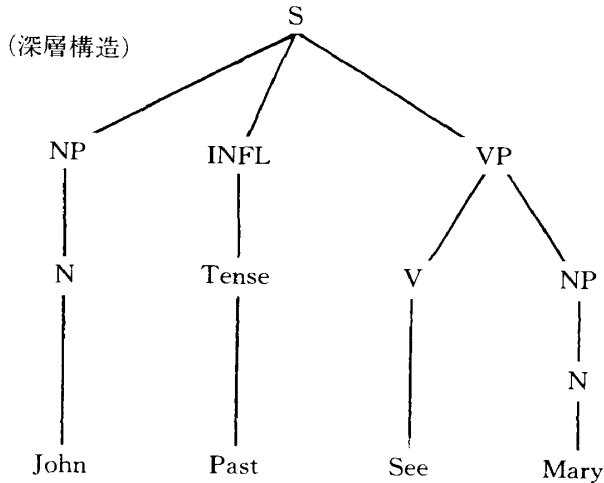 S
(深層構造)
NP INFL VP
N Tense V NP
N
John Past See Mary